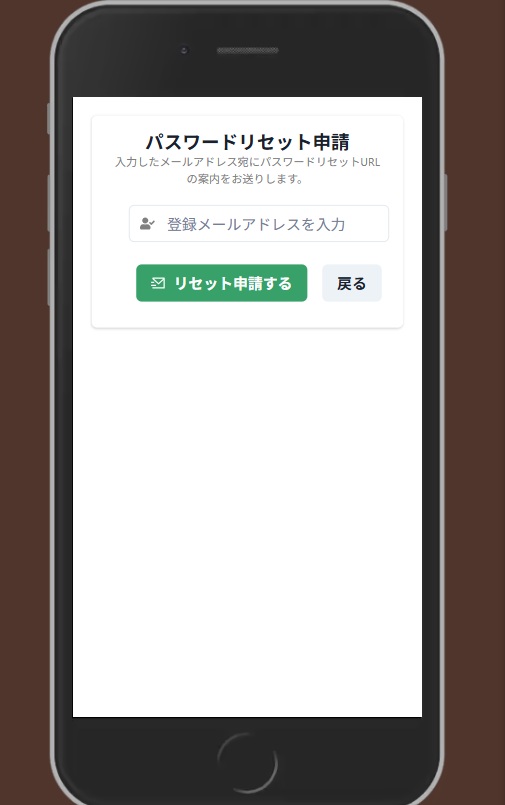 パスワードリセット申請
入力したメールアドレス宛にパスワードリセットURL
の案内をお送りします。
登録メールアドレスを入力
リセット申請する
戻る